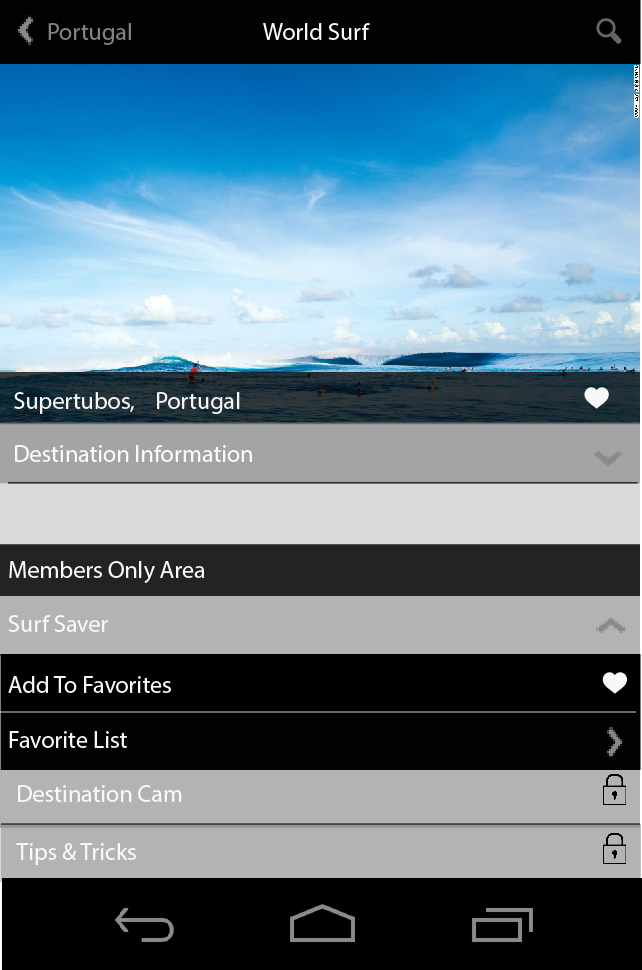 Portugal
World Surf
Supertubos, Portugal
Destination Information
Members Only Area
Surf Saver
Add To Favorites
Favorite List
Destination Cam
Tips & Tricks